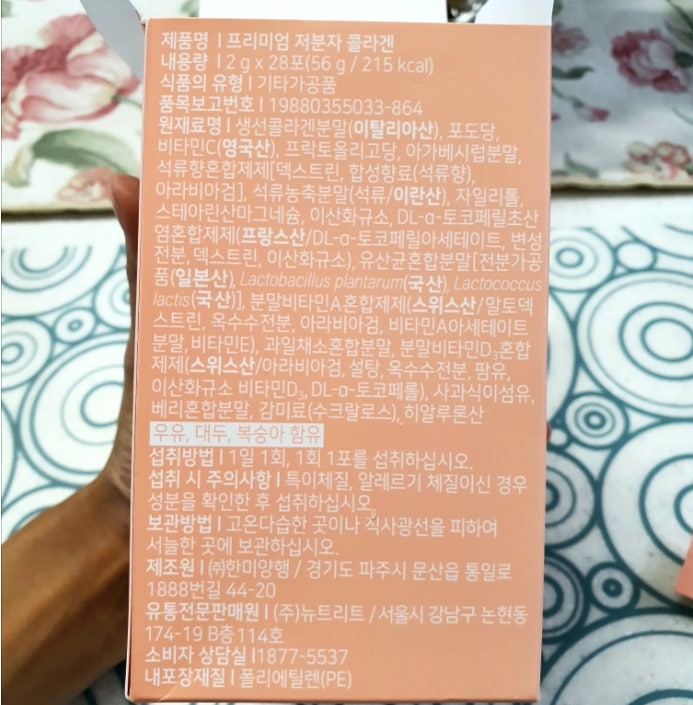 제품명 | 프리미엄 저분자 콜라겐
내용량 | 2 g x 28포(56 g / 215 kcal)
식품의 유형 | 기타가공품
품목보고번호 | 19880355033-864
원재료명 | 생선콜라겐분말(이탈리아산), 포도당,
비타민C(영국산), 프락토올리고당, 아가베시럽분말,
석류향혼합제제[덱스트린, 합성향료(석류향),
아라비아검], 석류농축분말(석류/이란산), 자일리톨,
스테아린산마그네슘, 이산화규소, DL-α-토코페릴초산
염혼합제제(프랑스산/DL-α-토코페릴아세테이트, 변성
전분, 덱스트린, 이산화규소), 유산균혼합분말[전분가공
품(일본산), Lactobacillus plantarum(국산), Lactococcus
lactis(국산)], 분말비타민A혼합제제(스위스산/말토덱
스트린, 옥수수전분, 아라비아검, 비타민A아세테이트
분말, 비타민E), 과일채소혼합분말, 분말비타민D₃혼합
제제(스위스산/아라비아검, 설탕, 옥수수전분, 팜유,
이산화규소 비타민D₃, DL-α-토코페롤), 사과식이섬유,
베리혼합분말, 감미료(수크랄로스), 히알루론산
우유, 대두, 복숭아 함유
섭취방법 | 1일 1회, 1회 1포를 섭취하십시오.
섭취 시 주의사항 | 특이체질, 알레르기 체질이신 경우
성분을 확인한 후 섭취하십시오.
보관방법 | 고온다습한 곳이나 직사광선을 피하여
서늘한 곳에 보관하십시오.
제조원 | ㈜한미양행 / 경기도 파주시 문산읍 통일로
1888번길 44-20
유통전문판매원 | (주)뉴트리트 / 서울시 강남구 논현동
174-19 B층114호
소비자 상담실 | 1877-5537
내포장재질 | 폴리에틸렌(PE)